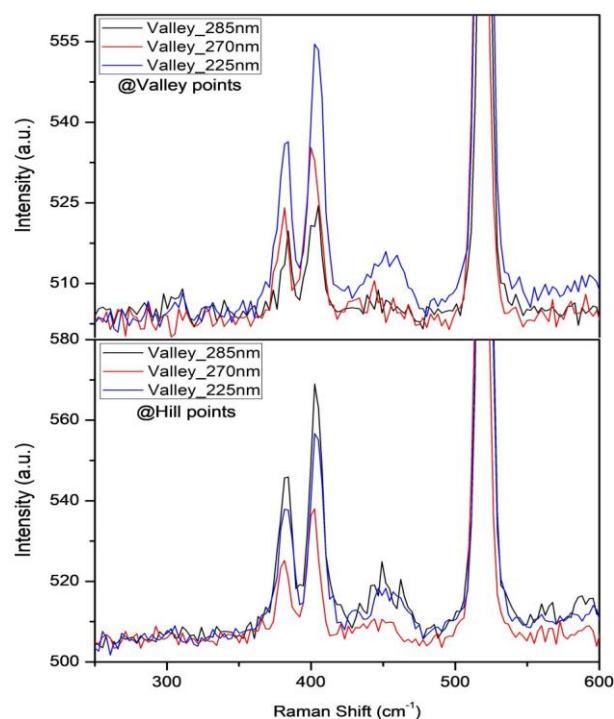 555
540
525
510
580
560
540
520
500
Intensity (a.u.)
Intensity (a.u.)
Valley_285nm
Valley_270nm
Valley_225nm
@Valley points
Valley_285nm
Valley_270nm
Valley_225nm
@Hill points
300
400
500
600
Raman Shift (cm⁻¹)